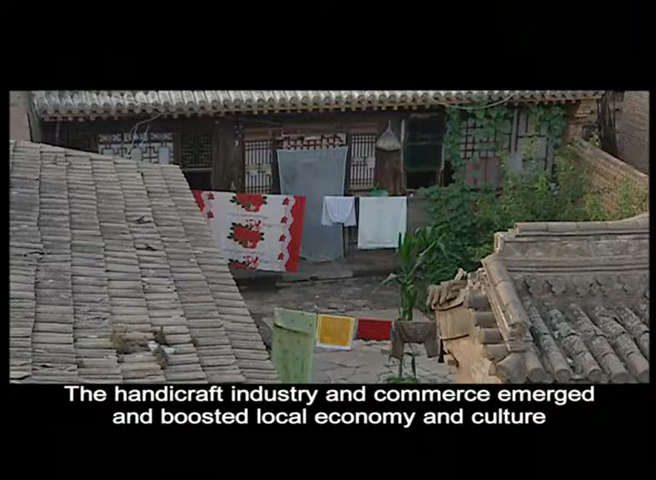 The handicraft industry and commerce emerged
and boosted local economy and culture